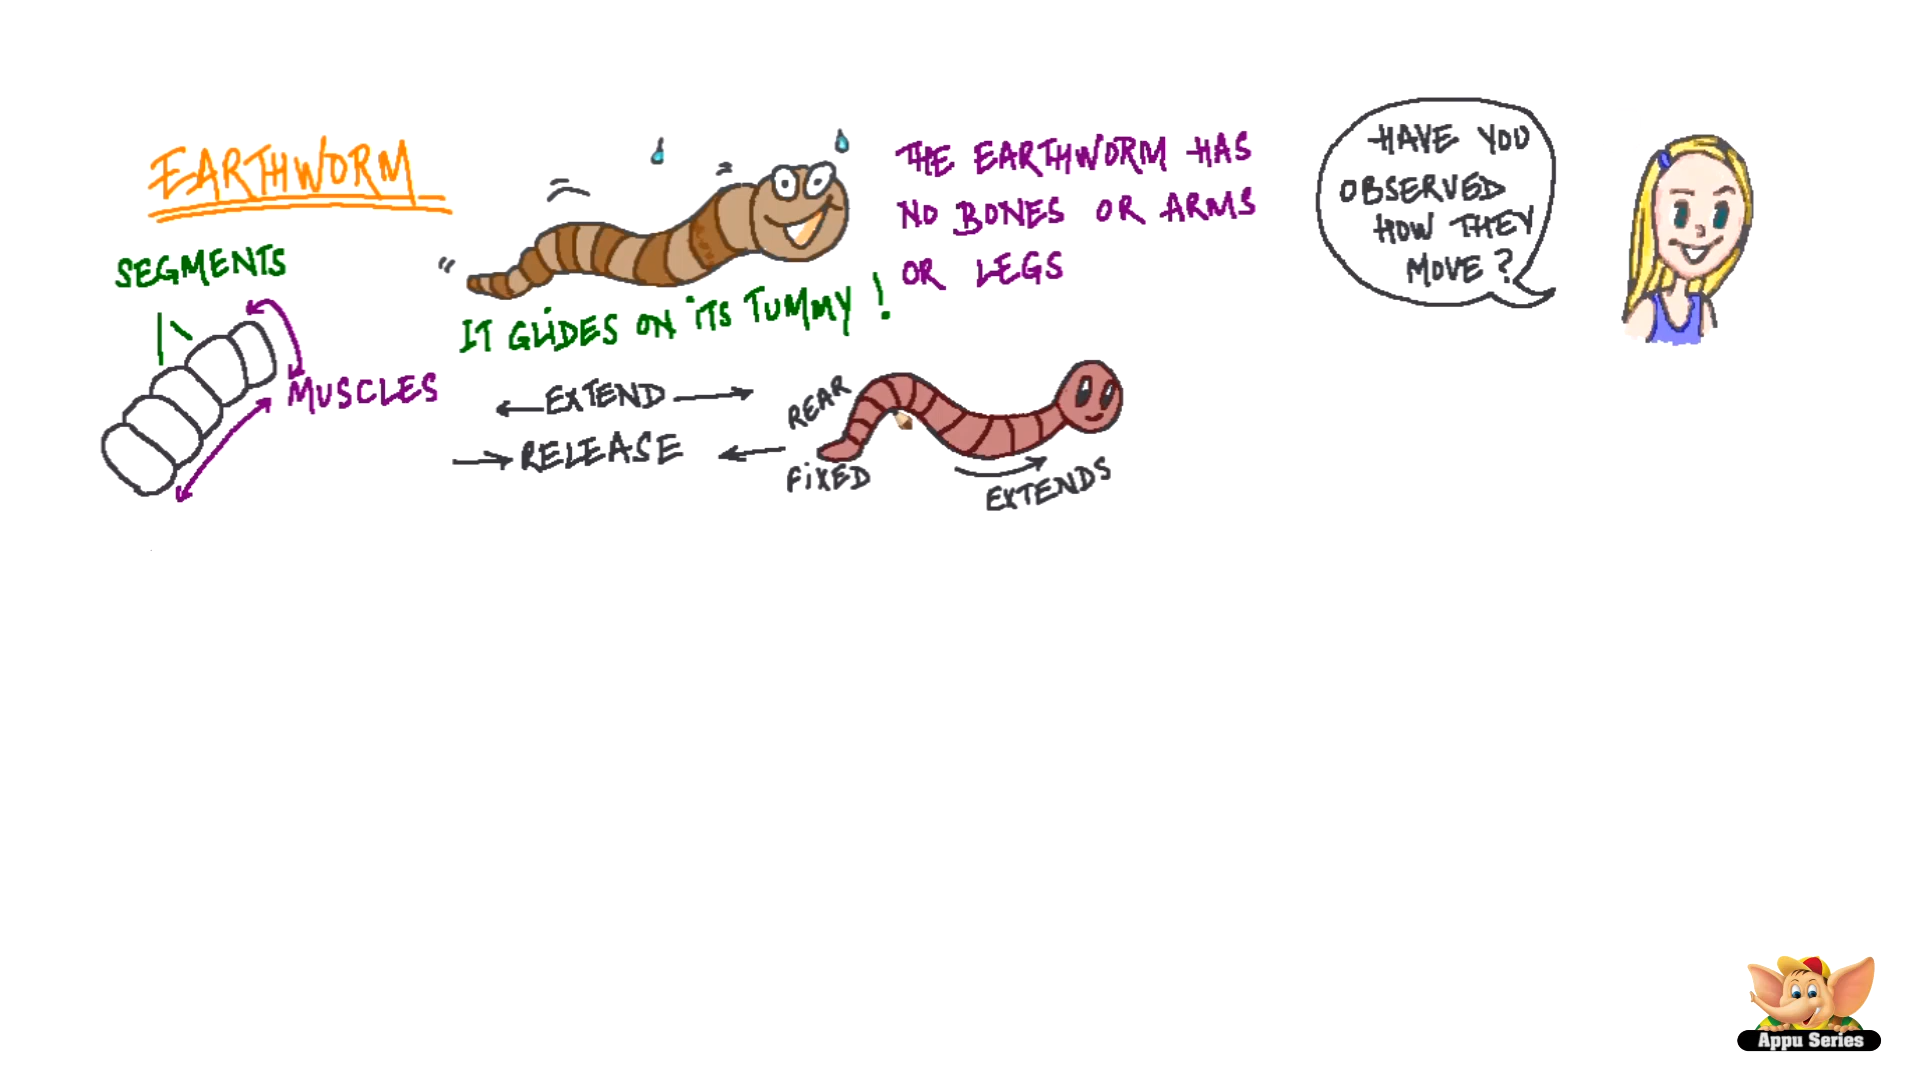 EARTHWORM
THE EARTHWORM HAS
NO BONES OR ARMS
OR LEGS
HAVE YOU
OBSERVED
HOW THEY
MOVE?
SEGMENTS
IT GLIDES ON ITS TUMMY!
MUSCLES
EXTEND
RELEASE
REAR
FIXED
EXTENDS
Appu Series